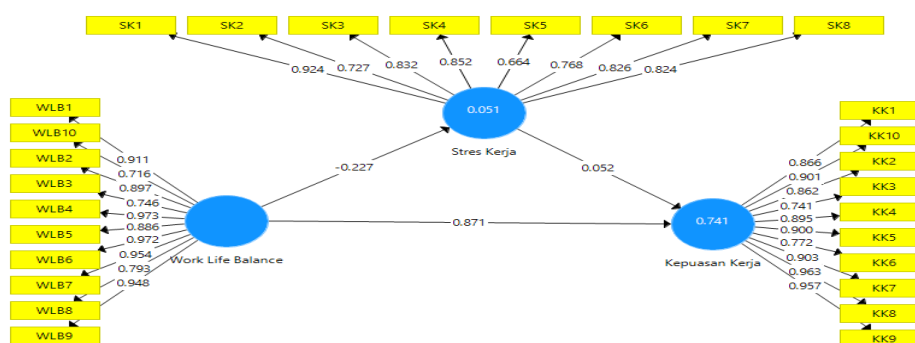 SK1 SK2 SK3 SK4 SK5 SK6 SK7 SK8
0.924 0.727 0.832 0.852 0.664 0.768 0.826 0.824
0.051
Stres Kerja
-0.227
0.052
0.871
WLB1
WLB10
WLB2
WLB3
WLB4
WLB5
WLB6
WLB7
WLB8
WLB9
0.911
0.716
0.897
0.746
0.973
0.886
0.972
0.954
0.793
0.948
Work Life Balance
0.741
Kepuasan Kerja
0.866
0.901
0.862
0.741
0.895
0.900
0.772
0.903
0.963
0.957
KK1
KK10
KK2
KK3
KK4
KK5
KK6
KK7
KK8
KK9